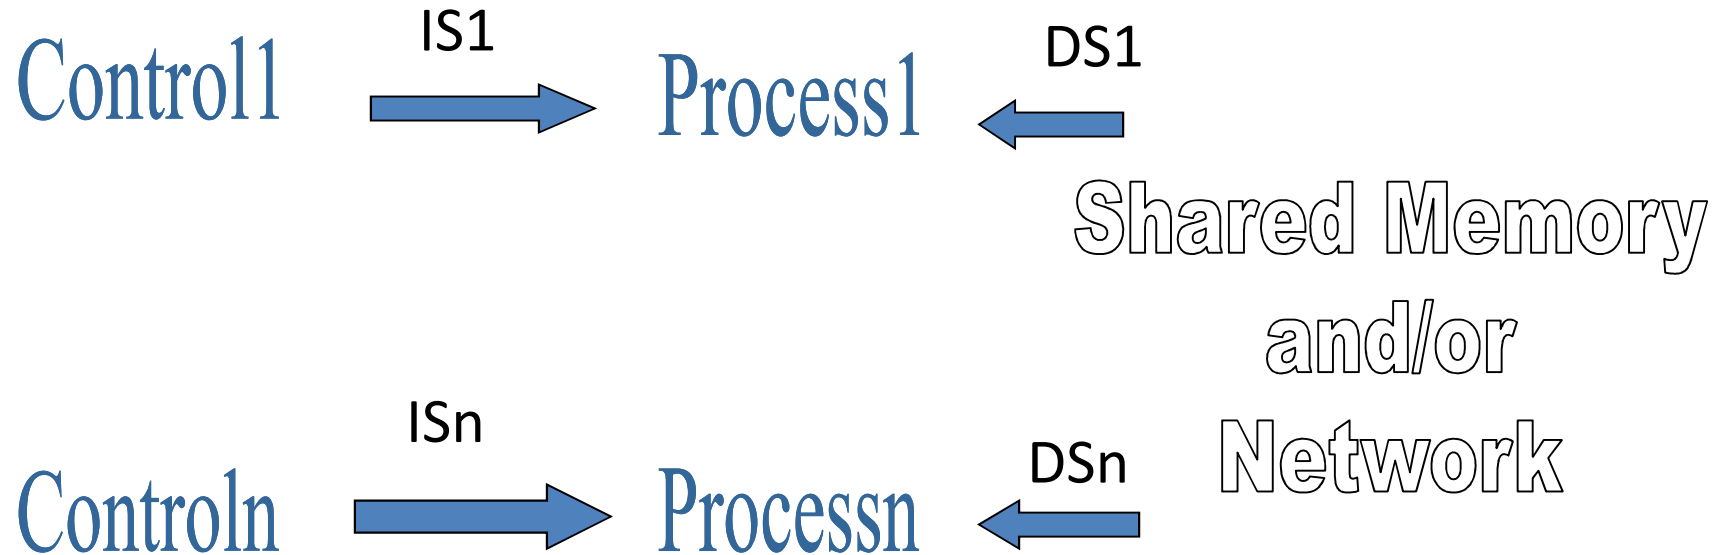 IS1
DS1
Control1
Process1
Shared Memory
and/or
Network
ISn
DSn
Controln
Processn